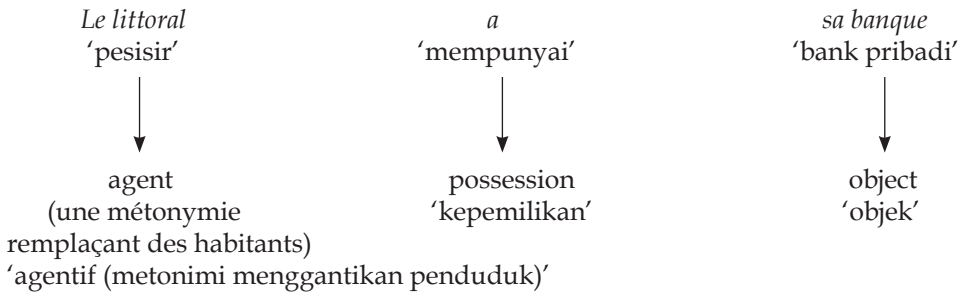 Le littoral a sa banque
‘pesisir’ ‘mempunyai’ ‘bank pribadi’
agent possession object
(une métonymie ‘kepemilikan’ ‘objek’
remplaçant des habitants)
‘agentif (metonimi menggantikan penduduk)’